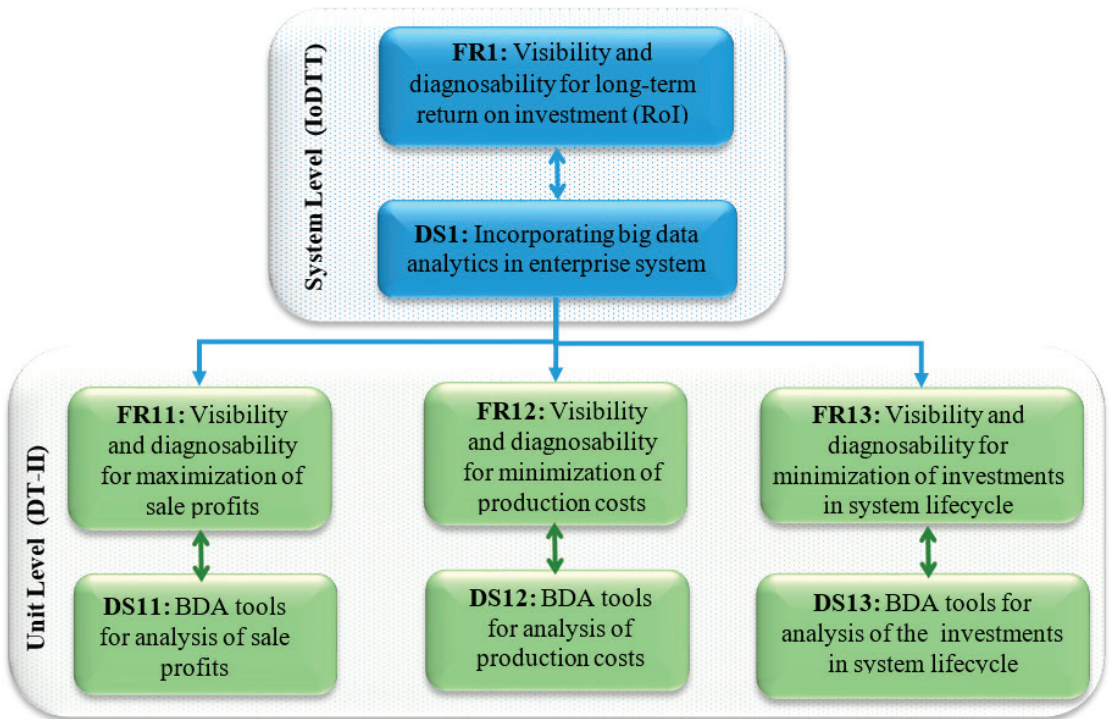 System Level (IoDTT)
FR1: Visibility and
diagnosability for long-term
return on investment (RoI)
DS1: Incorporating big data
analytics in enterprise system
Unit Level (DT-II)
FR11: Visibility
and diagnosability
for maximization of
sale profits
DS11: BDA tools
for analysis of sale
profits
FR12: Visibility
and diagnosability
for minimization of
production costs
DS12: BDA tools
for analysis of
production costs
FR13: Visibility and
diagnosability for
minimization of investments
in system lifecycle
DS13: BDA tools for
analysis of the investments
in system lifecycle